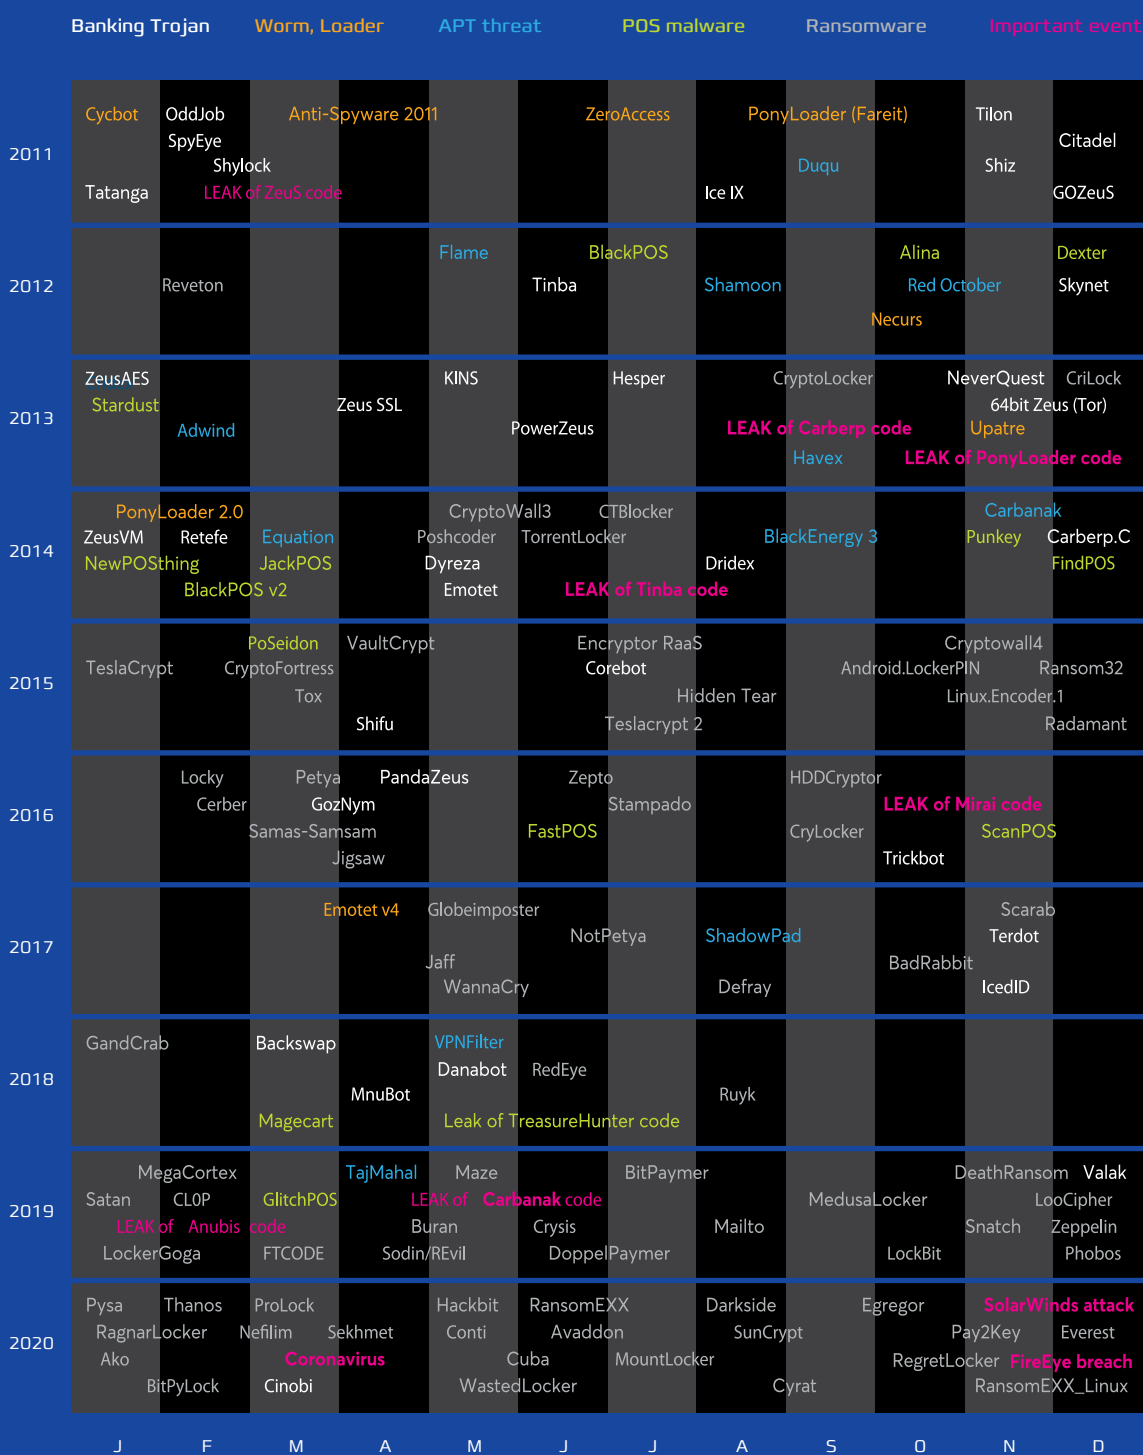 Banking Trojan Worm, Loader APT threat POS malware Ransomware Important event
2011
Cycbot OddJob Anti-Spyware 2011 ZeroAccess PonyLoader (Fareit) Tilon
SpyEye Citadel
Shylock Duqu Shiz
Tatanga LEAK of ZeuS code Ice IX GOZeuS
2012
Flame BlackPOS Alina Dexter
Reveton Tinba Shamoon Red October Skynet
Necurs
2013
ZeusAES KINS Hesper CryptoLocker NeverQuest CriLock
Stardust Zeus SSL 64bit Zeus (Tor)
Adwind PowerZeus LEAK of Carberp code Upatre
Havex LEAK of PonyLoader code
2014
PonyLoader 2.0 CryptoWall3 CTBlocker Carbanak
ZeusVM Retefe Equation Poshcoder TorrentLocker BlackEnergy 3 Punkey Carberp.C
NewPOSthing JackPOS Dyreza Dridex FindPOS
BlackPOS v2 Emotet LEAK of Tinba code
2015
PoSeidon VaultCrypt Encryptor RaaS Cryptowall4
TeslaCrypt CryptoFortress Corebot Android.LockerPIN Ransom32
Tox Hidden Tear Linux.Encoder.1
Shifu Teslacrypt 2 Radamant
2016
Locky Petya PandaZeus Zepto HDDCryptor
Cerber GozNym Stampado LEAK of Mirai code
Samas-Samsam FastPOS CryLocker ScanPOS
Jigsaw Trickbot
2017
Emotet v4 Globeimposter Scarab
NotPetya ShadowPad Terdot
Jaff BadRabbit
WannaCry Defray IcedID
2018
GandCrab Backswap VPNFilter
Danabot RedEye
MnuBot Ruyk
Magecart Leak of TreasureHunter code
2019
MegaCortex TajMahal Maze BitPaymer DeathRansom Valak
Satan CL0P GlitchPOS LEAK of Carbanak code MedusaLocker LooCipher
LEAK of Anubis code Buran Crysis Mailto Snatch Zeppelin
LockerGoga FTCODE Sodin/REvil DoppelPaymer LockBit Phobos
2020
Pysa Thanos ProLock Hackbit RansomEXX Darkside Egregor SolarWinds attack
RagnarLocker Nefilim Sekhmet Conti Avaddon SunCrypt Pay2Key Everest
Ako Coronavirus Cuba MountLocker RegretLocker FireEye breach
BitPyLock Cinobi WastedLocker Cyrat RansomEXX_Linux
J F M A M J J A S O N D